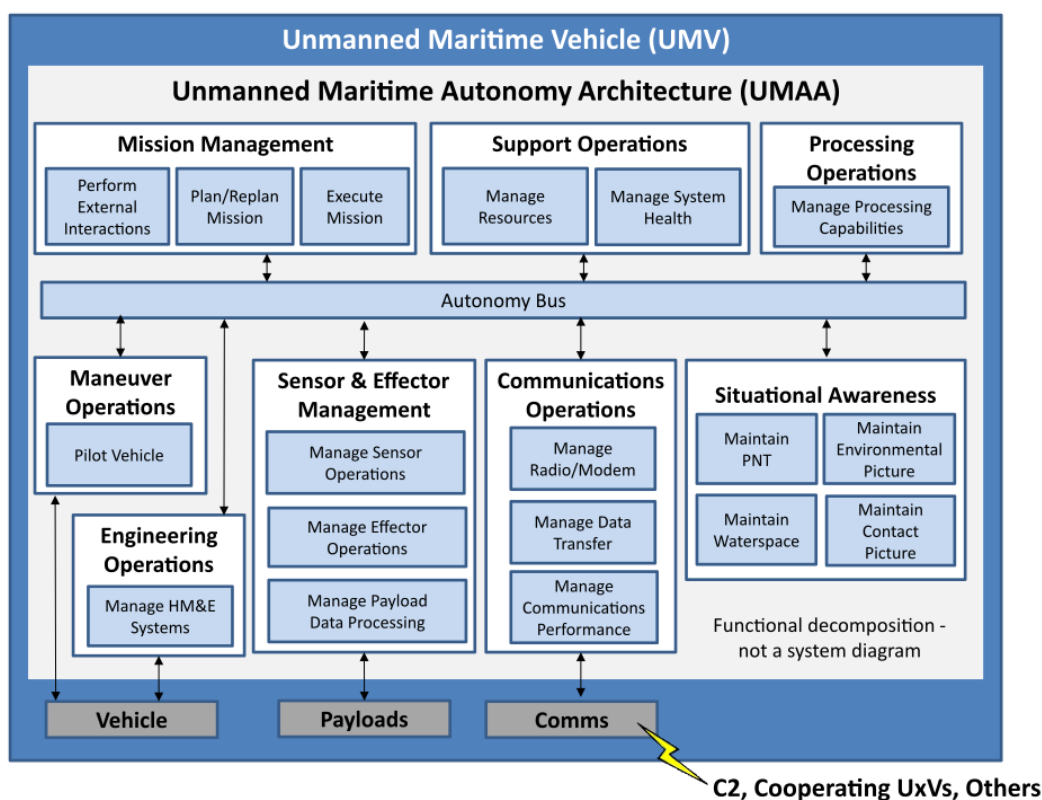 Unmanned Maritime Vehicle (UMV)
Unmanned Maritime Autonomy Architecture (UMAA)
Mission Management
Perform
External
Interactions
Plan/Replan
Mission
Execute
Mission
Support Operations
Manage
Resources
Manage System
Health
Processing
Operations
Manage Processing
Capabilities
Autonomy Bus
Maneuver
Operations
Pilot Vehicle
Engineering
Operations
Manage HM&E
Systems
Sensor & Effector
Management
Manage Sensor
Operations
Manage Effector
Operations
Manage Payload
Data Processing
Communications
Operations
Manage
Radio/Modem
Manage Data
Transfer
Manage
Communications
Performance
Situational Awareness
Maintain
PNT
Maintain
Environmental
Picture
Maintain
Waterspace
Maintain
Contact
Picture
Functional decomposition -
not a system diagram
Vehicle
Payloads
Comms
C2, Cooperating UxVs, Others